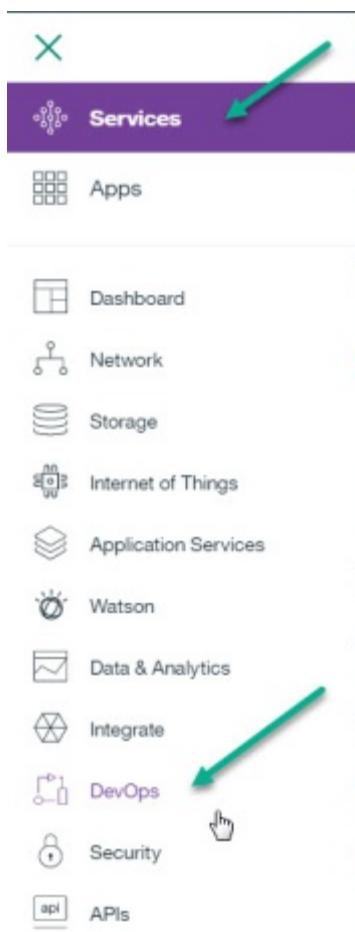 Services
Apps
Dashboard
Network
Storage
Internet of Things
Application Services
Watson
Data & Analytics
Integrate
DevOps
Security
api APIs